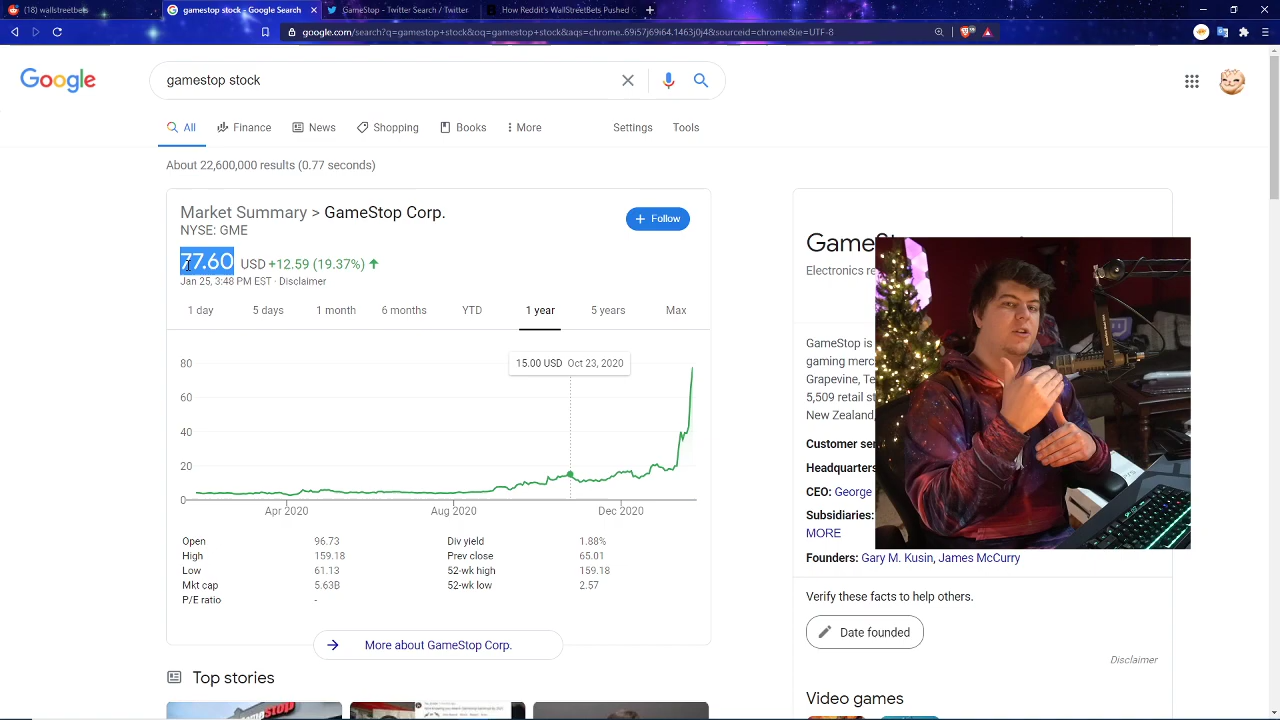 (18) wallstreetbets
gamestop stock - Google Search
GameStop - Twitter Search / Twitter
How Reddit's WallStreetBets Pushed
google.com/search?q=gamestop+stock&oq=gamestop+stock&aqs=chrome..69i57j69i64.1463j0j4&sourceid=chrome&ie=UTF-8
Google
gamestop stock
All
Finance
News
Shopping
Books
More
Settings
Tools
About 22,600,000 results (0.77 seconds)
Market Summary > GameStop Corp.
NYSE: GME
Follow
77.60 USD +12.59 (19.37%)
Jan 25, 3:48 PM EST · Disclaimer
1 day
5 days
1 month
6 months
YTD
1 year
5 years
Max
15.00 USD Oct 23, 2020
80
60
40
20
0
Apr 2020
Aug 2020
Dec 2020
Open 96.73
High 159.18
Low 61.13
Mkt cap 5.63B
P/E ratio -
Div yield 1.88%
Prev close 65.01
52-wk high 159.18
52-wk low 2.57
More about GameStop Corp.
Top stories
GameSt
Electronics re
GameStop is
gaming merc
Grapevine, Te
5,509 retail st
New Zealand,
Customer ser
Headquarters
CEO: George
Subsidiaries:
MORE
Founders: Gary M. Kusin, James McCurry
Verify these facts to help others.
Date founded
Disclaimer
Video games